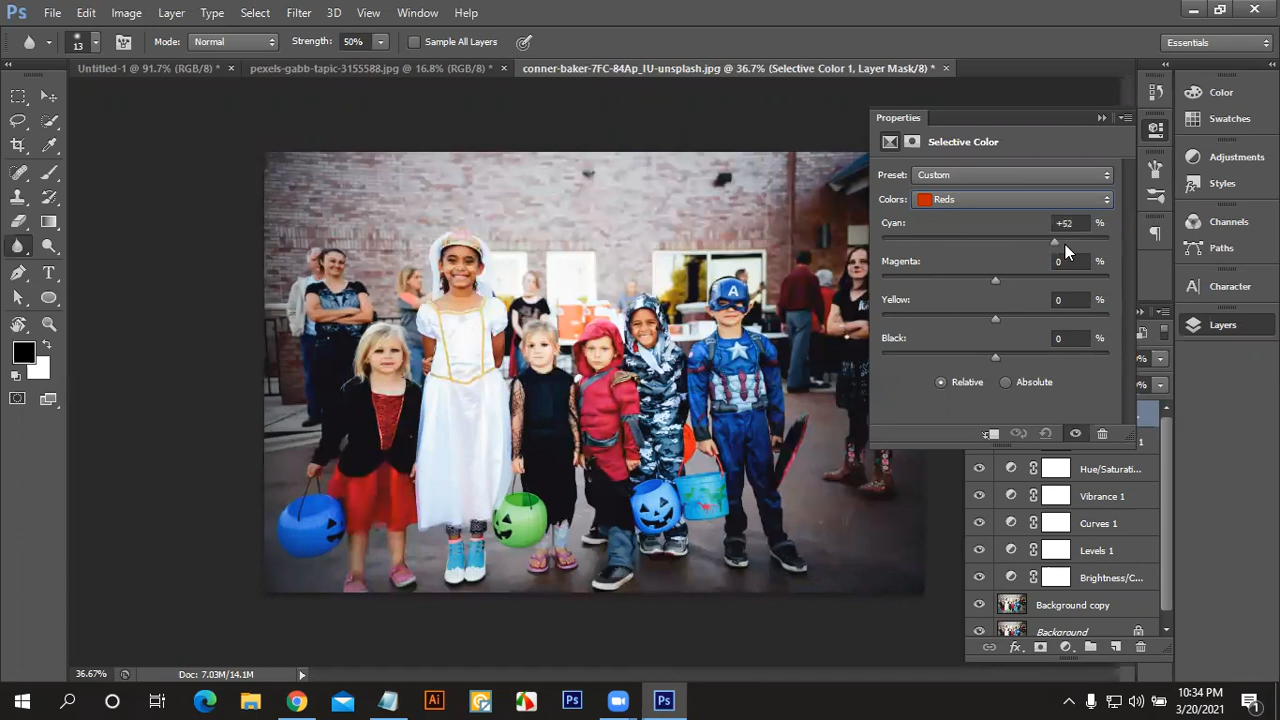 Ps File Edit Image Layer Type Select Filter 3D View Window Help
13 Mode: Normal Strength: 50% Sample All Layers Essentials
Untitled-1 @ 91.7% (RGB/8) * × pexels-gabb-tapic-3155588.jpg @ 16.8% (RGB/8) * × conner-baker-7FC-84Ap_IU-unsplash.jpg @ 36.7% (Selective Color 1, Layer Mask/8) * ×
Properties
Selective Color
Preset: Custom
Colors: Reds
Cyan: +52 %
Magenta: 0 %
Yellow: 0 %
Black: 0 %
Relative Absolute
Color
Swatches
Adjustments
Styles
Channels
Paths
Character
Layers
A
1
Hue/Saturati...
Vibrance 1
Curves 1
Levels 1
Brightness/C...
Background copy
Background
36.67% Doc: 7.03M/14.1M
Ai Ps Ps
10:34 PM
3/20/2021
1